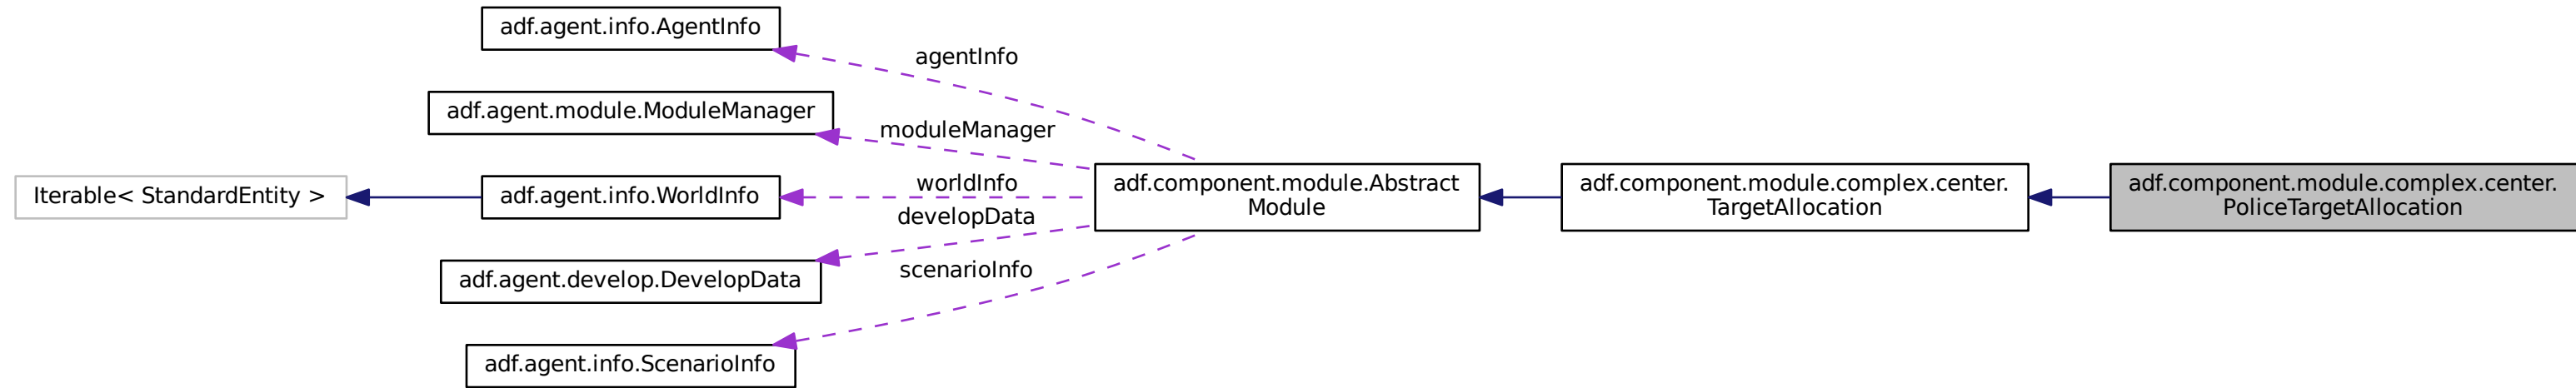 adf.agent.info.AgentInfo
agentInfo
adf.agent.module.ModuleManager
moduleManager
Iterable< StandardEntity >
adf.agent.info.WorldInfo
worldInfo
adf.component.module.Abstract
Module
adf.component.module.complex.center.
TargetAllocation
adf.component.module.complex.center.
PoliceTargetAllocation
developData
adf.agent.develop.DevelopData
scenarioInfo
adf.agent.info.ScenarioInfo